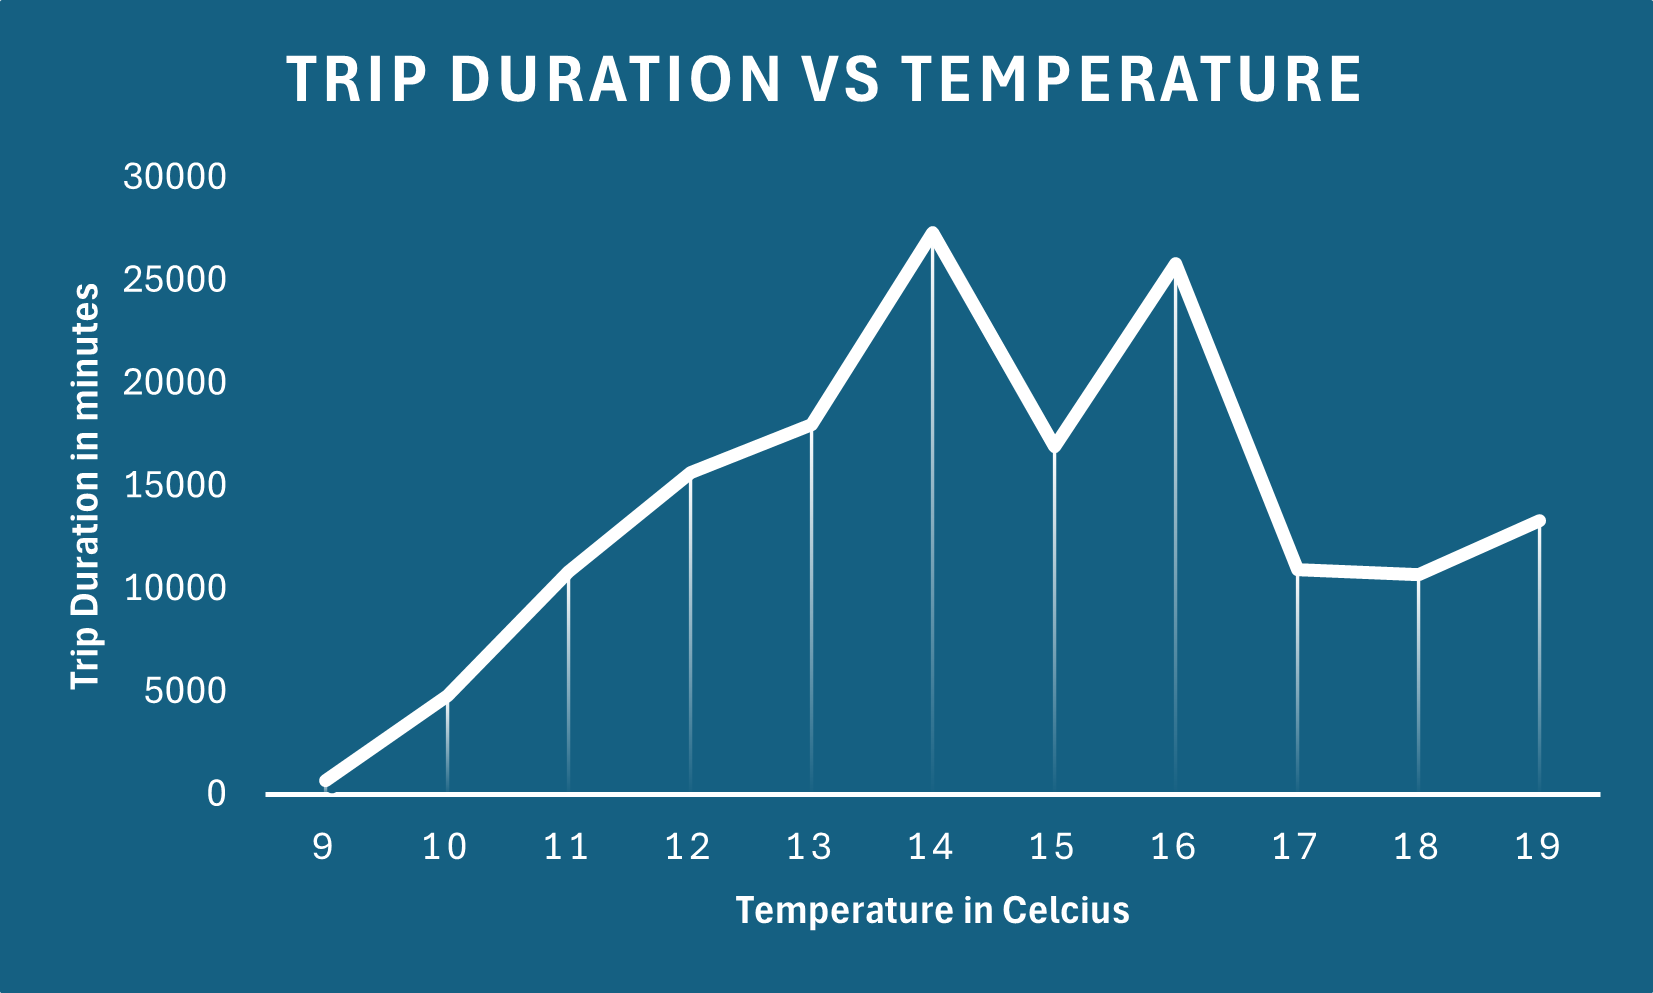 TRIP DURATION VS TEMPERATURE
30000
25000
20000
15000
10000
5000
0
Trip Duration in minutes
9 10 11 12 13 14 15 16 17 18 19
Temperature in Celcius